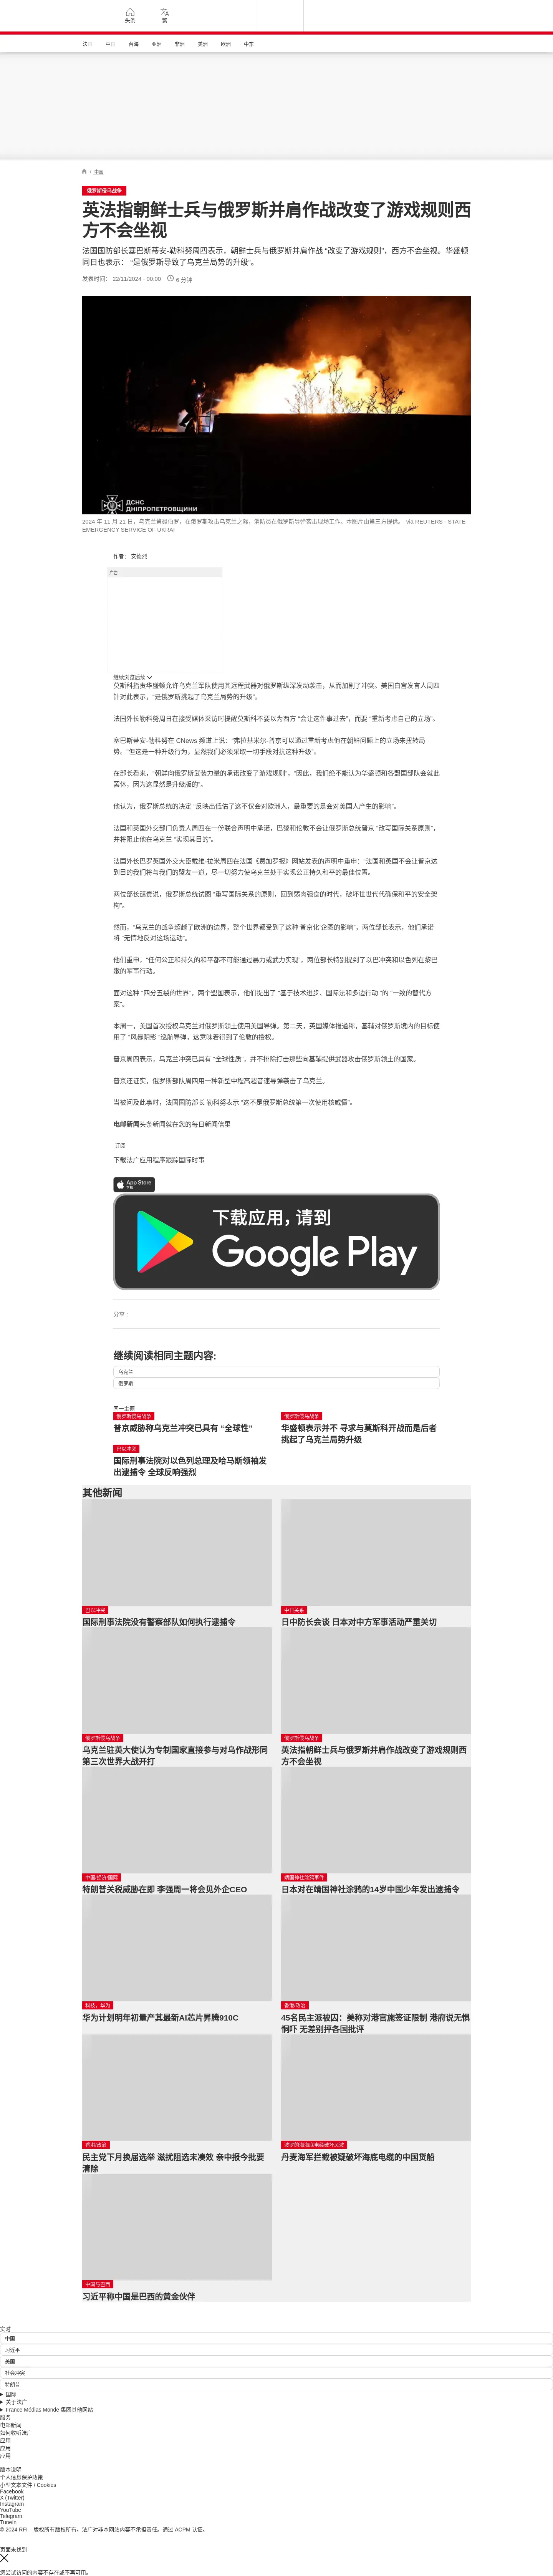 头条
繁
法国
中国
台海
亚洲
非洲
美洲
欧洲
中东
/ 中国
俄罗斯侵乌战争
英法指朝鲜士兵与俄罗斯并肩作战改变了游戏规则西
方不会坐视
法国国防部长塞巴斯蒂安-勒科努周四表示，朝鲜士兵与俄罗斯并肩作战 “改变了游戏规则”，西方不会坐视。华盛顿
同日也表示： “是俄罗斯导致了乌克兰局势的升级”。
发表时间： 22/11/2024 - 00:00
6 分钟
ДСНС
ДНІПРОПЕТРОВЩИНИ
2024 年 11 月 21 日，乌克兰第聂伯罗，在俄罗斯攻击乌克兰之际，消防员在俄罗斯导弹袭击现场工作。本图片由第三方提供。 via REUTERS - STATE
EMERGENCY SERVICE OF UKRAI
作者： 安德烈
广告
继续浏览后续
莫斯科指责华盛顿允许乌克兰军队使用其远程武器对俄罗斯纵深发动袭击，从而加剧了冲突。美国白宫发言人周四
针对此表示，“是俄罗斯挑起了乌克兰局势的升级”。
法国外长勒科努周日在接受媒体采访时提醒莫斯科不要以为西方 “会让这件事过去”，而要 “重新考虑自己的立场”。
塞巴斯蒂安-勒科努在 CNews 频道上说：“弗拉基米尔-普京可以通过重新考虑他在朝鲜问题上的立场来扭转局
势。”但这是一种升级行为，显然我们必须采取一切手段对抗这种升级”。
在部长看来，“朝鲜向俄罗斯武装力量的承诺改变了游戏规则”，“因此，我们绝不能认为华盛顿和各盟国部队会就此
罢休，因为这显然是升级版的”。
他认为，俄罗斯总统的决定 “反映出低估了这不仅会对欧洲人，最重要的是会对美国人产生的影响”。
法国和英国外交部门负责人周四在一份联合声明中承诺，巴黎和伦敦不会让俄罗斯总统普京 “改写国际关系原则”，
并将阻止他在乌克兰 “实现其目的”。
法国外长巴罗英国外交大臣戴维-拉米周四在法国《费加罗报》网站发表的声明中重申：“法国和英国不会让普京达
到目的我们将与我们的盟友一道，尽一切努力使乌克兰处于实现公正持久和平的最佳位置。
两位部长谴责说，俄罗斯总统试图 “重写国际关系的原则，回到弱肉强食的时代，破坏世世代代确保和平的安全架
构”。
然而，“乌克兰的战争超越了欧洲的边界，整个世界都受到了这种‘普京化’企图的影响”，两位部长表示，他们承诺
将 “无情地反对这场运动”。
他们重申，“任何公正和持久的和平都不可能通过暴力或武力实现”，两位部长特别提到了以巴冲突和以色列在黎巴
嫩的军事行动。
面对这种 “四分五裂的世界”，两个盟国表示，他们提出了 “基于技术进步、国际法和多边行动 ”的 “一致的替代方
案”。
本周一，美国首次授权乌克兰对俄罗斯领土使用美国导弹。第二天，英国媒体报道称，基辅对俄罗斯境内的目标使
用了 “风暴阴影 ”巡航导弹，这意味着得到了伦敦的授权。
普京周四表示，乌克兰冲突已具有 “全球性质”，并不排除打击那些向基辅提供武器攻击俄罗斯领土的国家。
普京还证实，俄罗斯部队周四用一种新型中程高超音速导弹袭击了乌克兰。
当被问及此事时，法国国防部长 勒科努表示 “这不是俄罗斯总统第一次使用核威慑”。
电邮新闻头条新闻就在您的每日新闻信里
订阅
下载法广应用程序跟踪国际时事
App Store
下载
下载应用，请到
Google Play
分享 :
继续阅读相同主题内容:
乌克兰
俄罗斯
同一主题
俄罗斯侵乌战争
普京威胁称乌克兰冲突已具有 “全球性”
俄罗斯侵乌战争
华盛顿表示并不 寻求与莫斯科开战而是后者
挑起了乌克兰局势升级
巴以冲突
国际刑事法院对以色列总理及哈马斯领袖发
出逮捕令 全球反响强烈
其他新闻
巴以冲突
国际刑事法院没有警察部队如何执行逮捕令
中日关系
日中防长会谈 日本对中方军事活动严重关切
俄罗斯侵乌战争
乌克兰驻英大使认为专制国家直接参与对乌作战形同
第三次世界大战开打
俄罗斯侵乌战争
英法指朝鲜士兵与俄罗斯并肩作战改变了游戏规则西
方不会坐视
中国/经济/国际
特朗普关税威胁在即 李强周一将会见外企CEO
靖国神社涂鸦事件
日本对在靖国神社涂鸦的14岁中国少年发出逮捕令
科技，华为
华为计划明年初量产其最新AI芯片昇腾910C
香港/政治
45名民主派被囚：美称对港官施签证限制 港府说无惧
恫吓 无差别抨各国批评
香港/政治
民主党下月换届选举 滋扰阻选未凑效 亲中报今批要
清除
波罗的海海底电缆破坏风波
丹麦海军拦截被疑破坏海底电缆的中国货船
中国与巴西
习近平称中国是巴西的黄金伙伴
实时
中国
习近平
美国
社会冲突
特朗普
国际
关于法广
France Médias Monde 集团其他网站
服务
电邮新闻
如何收听法广
应用
应用
应用
版本说明
个人信息保护政策
小型文本文件 / Cookies
Facebook
X (Twitter)
Instagram
YouTube
Telegram
TuneIn
© 2024 RFI – 版权所有版权所有。法广对非本网站内容不承担责任。通过 ACPM 认证。
页面未找到
您尝试访问的内容不存在或不再可用。